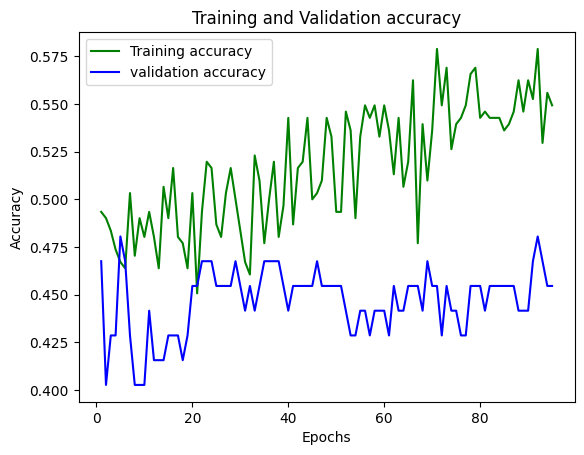 Training and Validation accuracy
Training accuracy
validation accuracy
0.575
0.550
0.525
0.500
0.475
0.450
0.425
0.400
Accuracy
0
20
40
60
80
Epochs